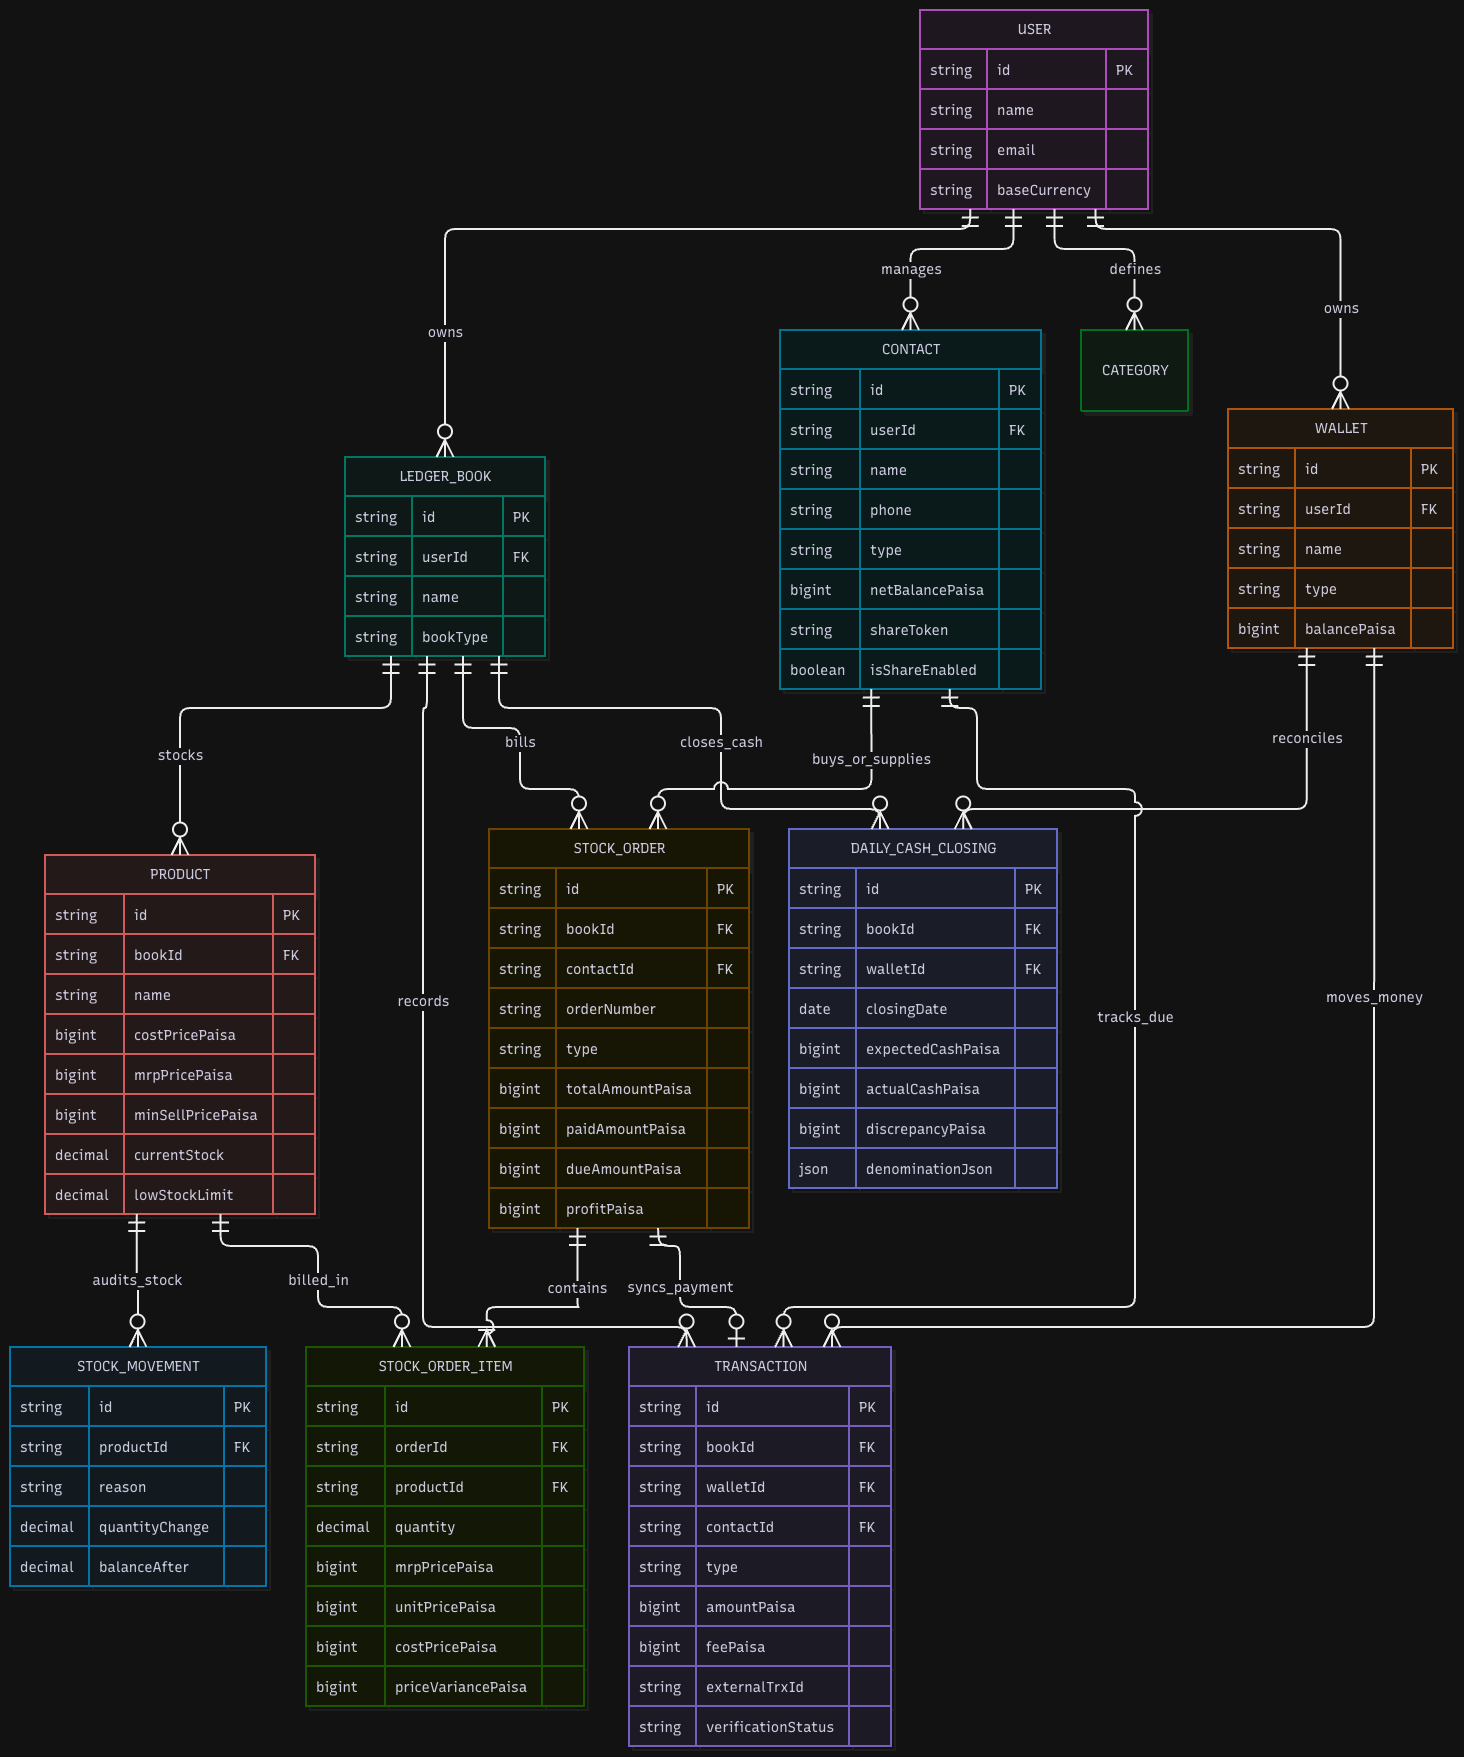 USER
string id PK
string name
string email
string baseCurrency
manages
defines
owns
owns
CONTACT
string id PK
string userId FK
string name
string phone
string type
bigint netBalancePaisa
string shareToken
boolean isShareEnabled
CATEGORY
WALLET
string id PK
string userId FK
string name
string type
bigint balancePaisa
LEDGER_BOOK
string id PK
string userId FK
string name
string bookType
stocks
bills
closes_cash
buys_or_supplies
reconciles
records
tracks_due
moves_money
PRODUCT
string id PK
string bookId FK
string name
bigint costPricePaisa
bigint mrpPricePaisa
bigint minSellPricePaisa
decimal currentStock
decimal lowStockLimit
STOCK_ORDER
string id PK
string bookId FK
string contactId FK
string orderNumber
string type
bigint totalAmountPaisa
bigint paidAmountPaisa
bigint dueAmountPaisa
bigint profitPaisa
DAILY_CASH_CLOSING
string id PK
string bookId FK
string walletId FK
date closingDate
bigint expectedCashPaisa
bigint actualCashPaisa
bigint discrepancyPaisa
json denominationJson
audits_stock
billed_in
contains
syncs_payment
STOCK_MOVEMENT
string id PK
string productId FK
string reason
decimal quantityChange
decimal balanceAfter
STOCK_ORDER_ITEM
string id PK
string orderId FK
string productId FK
decimal quantity
bigint mrpPricePaisa
bigint unitPricePaisa
bigint costPricePaisa
bigint priceVariancePaisa
TRANSACTION
string id PK
string bookId FK
string walletId FK
string contactId FK
string type
bigint amountPaisa
bigint feePaisa
string externalTrxId
string verificationStatus